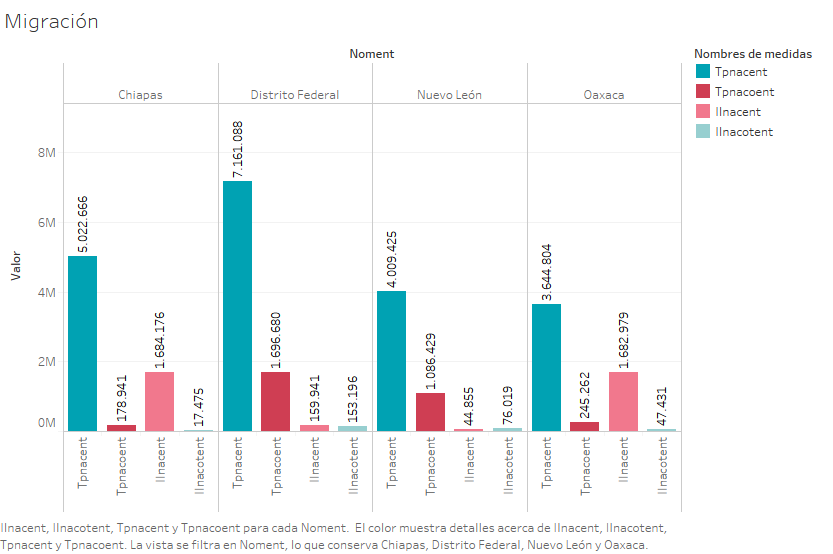 Migración
Noment
Nombres de medidas
Tpnacent
Tpnacoent
Ilnacent
Ilnacotent
Chiapas
Distrito Federal
Nuevo León
Oaxaca
Valor
8M
6M
4M
2M
0M
5.022.666
178.941
1.684.176
17.475
7.161.088
1.696.680
159.941
153.196
4.009.425
1.086.429
44.855
76.019
3.644.804
245.262
1.682.979
47.431
Tpnacent
Tpnacoent
Ilnacent
Ilnacotent
Tpnacent
Tpnacoent
Ilnacent
Ilnacotent
Tpnacent
Tpnacoent
Ilnacent
Ilnacotent
Tpnacent
Tpnacoent
Ilnacent
Ilnacotent
Ilnacent, Ilnacotent, Tpnacent y Tpnacoent para cada Noment. El color muestra detalles acerca de Ilnacent, Ilnacotent,
Tpnacent y Tpnacoent. La vista se filtra en Noment, lo que conserva Chiapas, Distrito Federal, Nuevo León y Oaxaca.